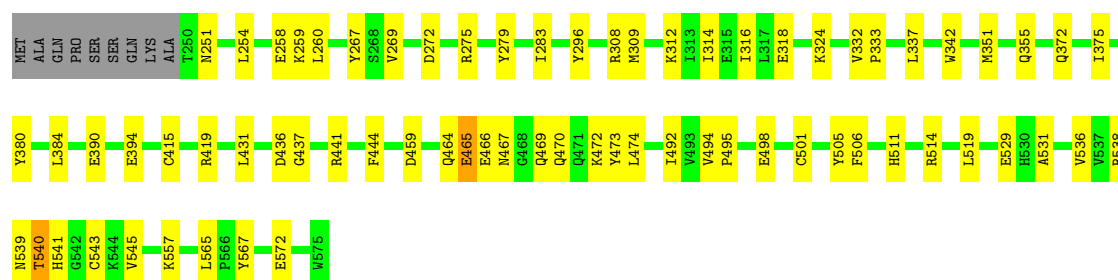 MET ALA GLN PRO SER SER GLN LYS ALA T250 N251 L254 E258 K259 L260 Y267 S268 V269 D272 R275 Y279 I283 Y296 R308 M309 K312 I313 I314 E315 I316 L317 E318 K324 V332 P333 L337 W342 M351 Q355 Q372 I375
Y380 L384 E390 E394 C415 R419 L431 D436 G437 R441 F444 D459 Q464 E465 E466 N467 G468 Q469 Q470 Q471 K472 Y473 L474 I492 V493 V494 P495 E498 C501 Y505 F506 H511 R514 L519 E529 H530 A531 V536 V537 R538
N539 T540 H541 G542 C543 K544 V545 K557 L565 P566 Y567 E572 W575